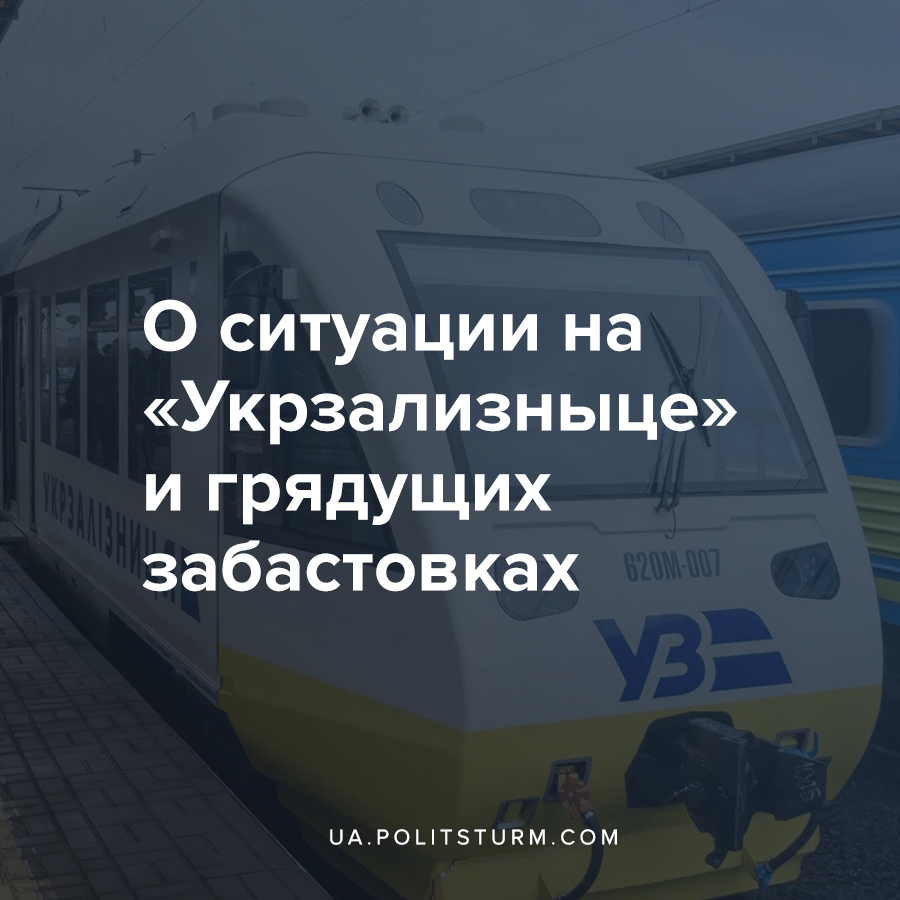 О ситуации на
«Укрзализныце»
и грядущих
забастовках
УКРЗАЛІЗНИЦЯ
620М-007
УЗ
UA.POLITSTURM.COM